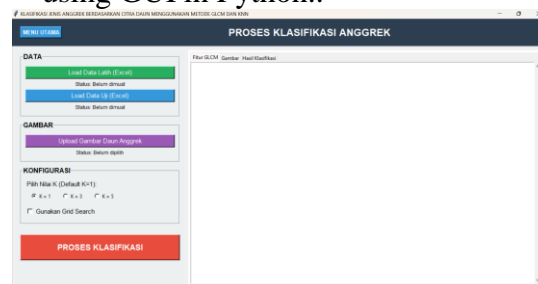 using GUI in Python..
KLASIFIKASI JENIS ANGGREK BERDASARKAN CITRA DAUN MENGGUNAKAN METODE GLCM DAN KNN
MENU UTAMA
PROSES KLASIFIKASI ANGGREK
DATA
Load Data Latih (Excel)
Status: Belum dimuat
Load Data Uji (Excel)
Status: Belum dimuat
GAMBAR
Upload Gambar Daun Anggrek
Status: Belum dipilih
KONFIGURASI
Pilih Nilai K (Default K=1):
K = 1 K = 3 K = 5
Gunakan Grid Search
PROSES KLASIFIKASI
Fitur GLCM Gambar Hasil Klasifikasi